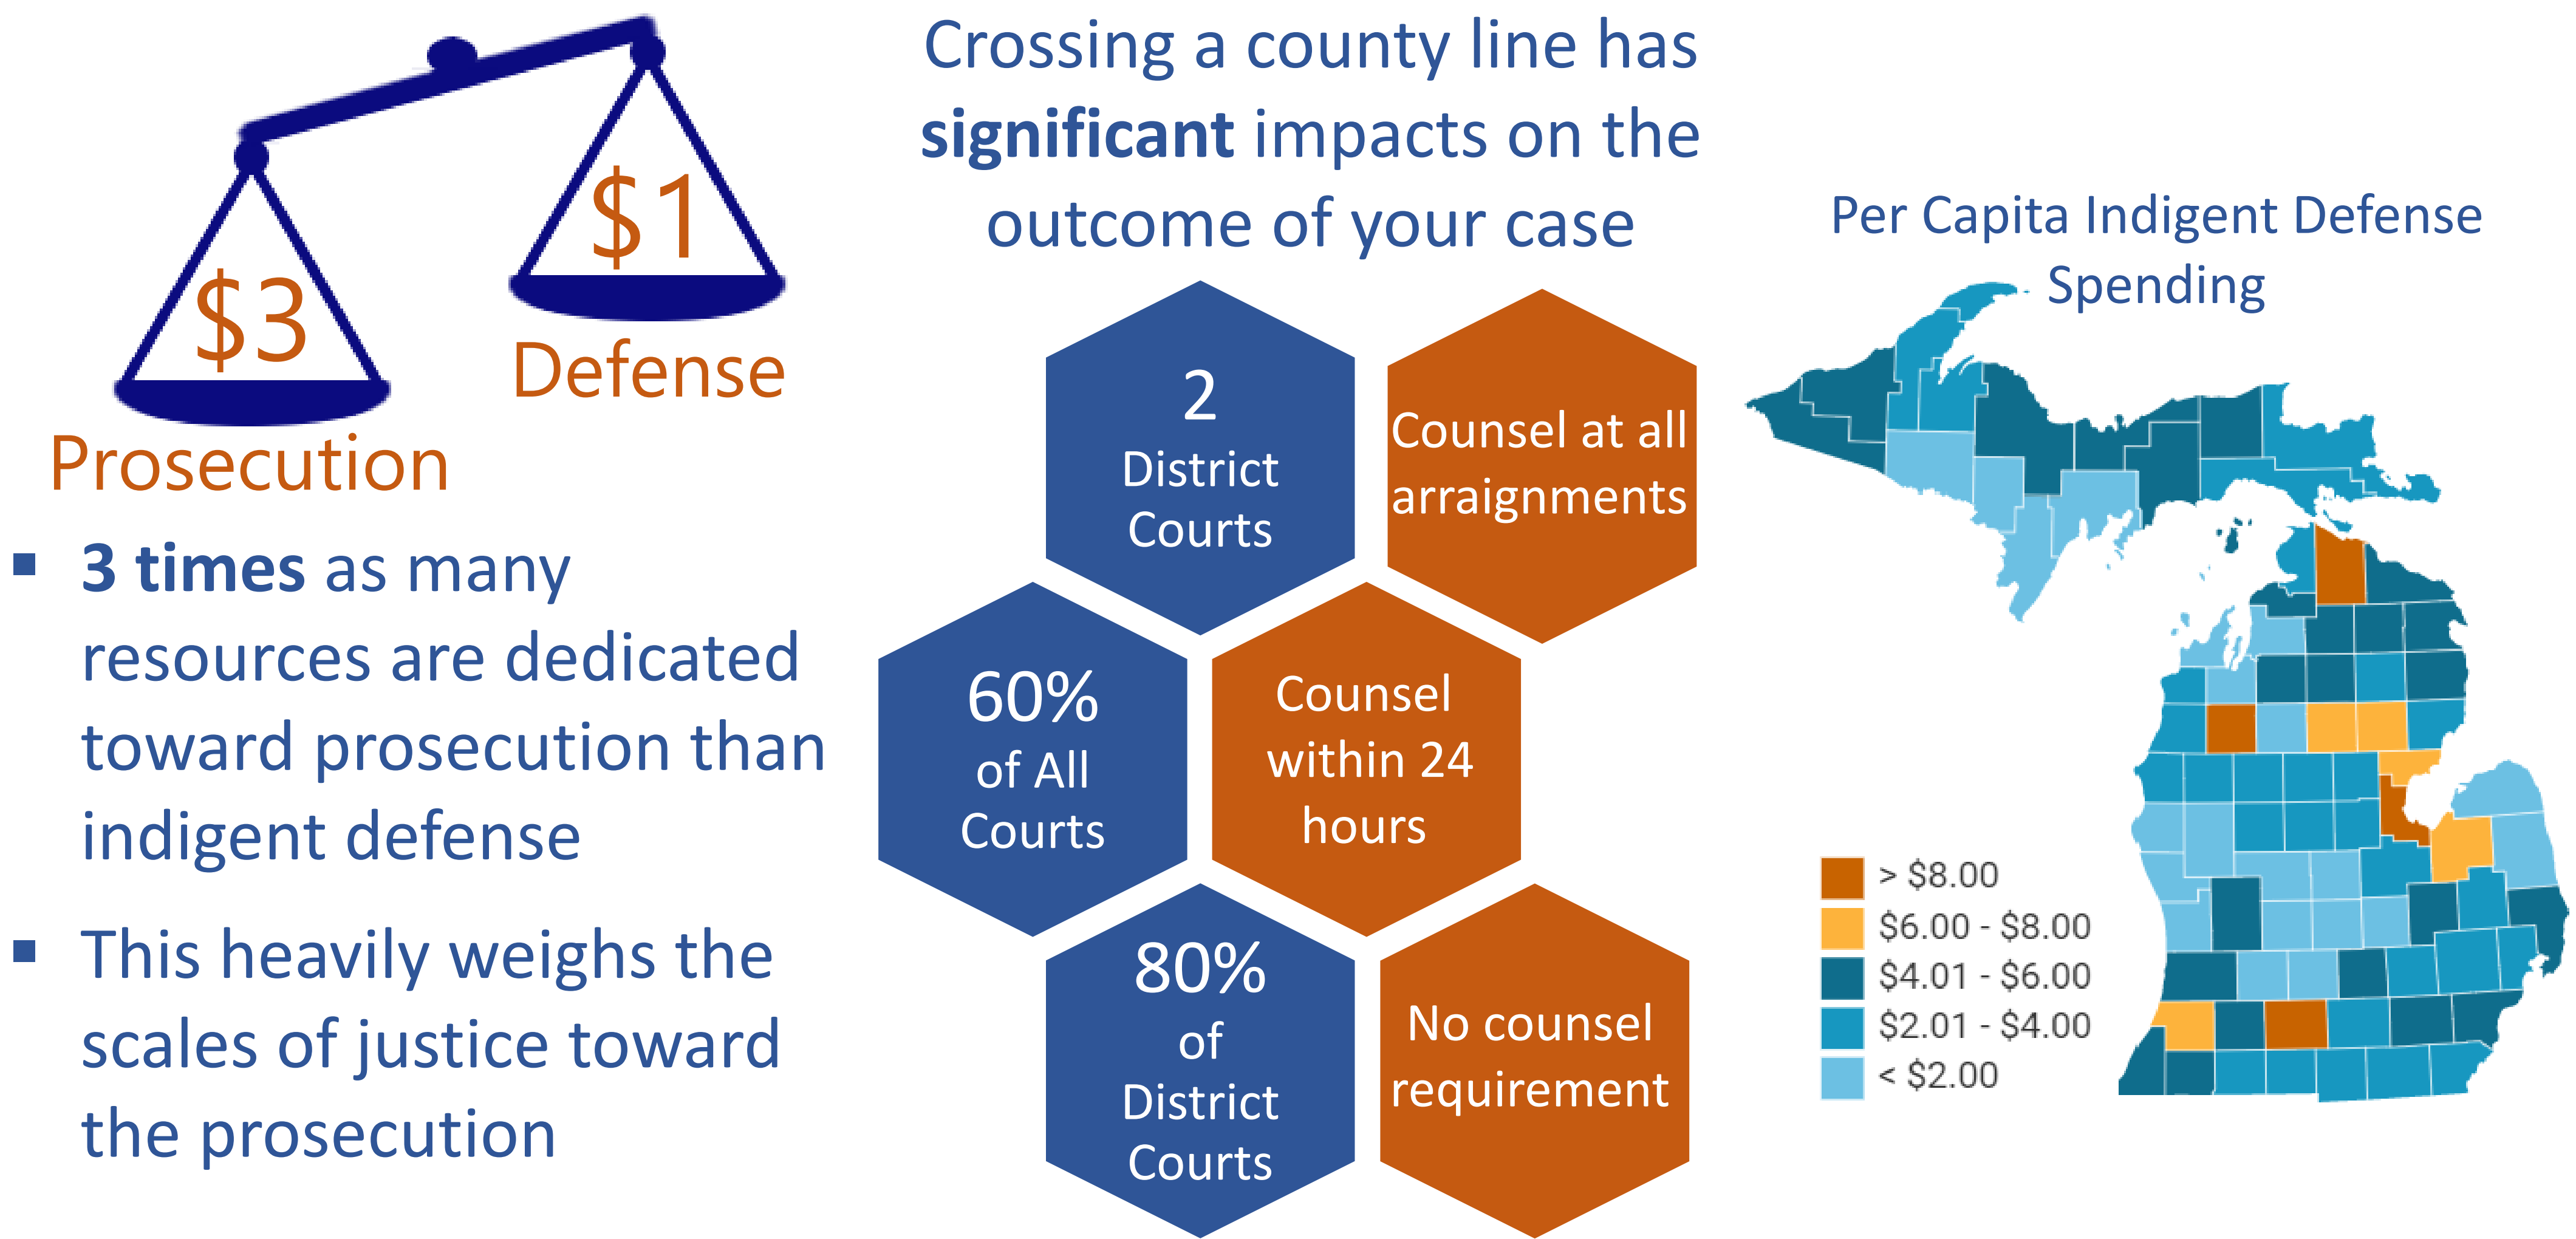 $3
$1
Defense
Prosecution
▪ 3 times as many
resources are dedicated
toward prosecution than
indigent defense
▪ This heavily weighs the
scales of justice toward
the prosecution
Crossing a county line has
significant impacts on the
outcome of your case
2
District
Courts
Counsel at all
arraignments
60%
of All
Courts
Counsel
within 24
hours
80%
of
District
Courts
No counsel
requirement
Per Capita Indigent Defense
Spending
> $8.00
$6.00 - $8.00
$4.01 - $6.00
$2.01 - $4.00
< $2.00